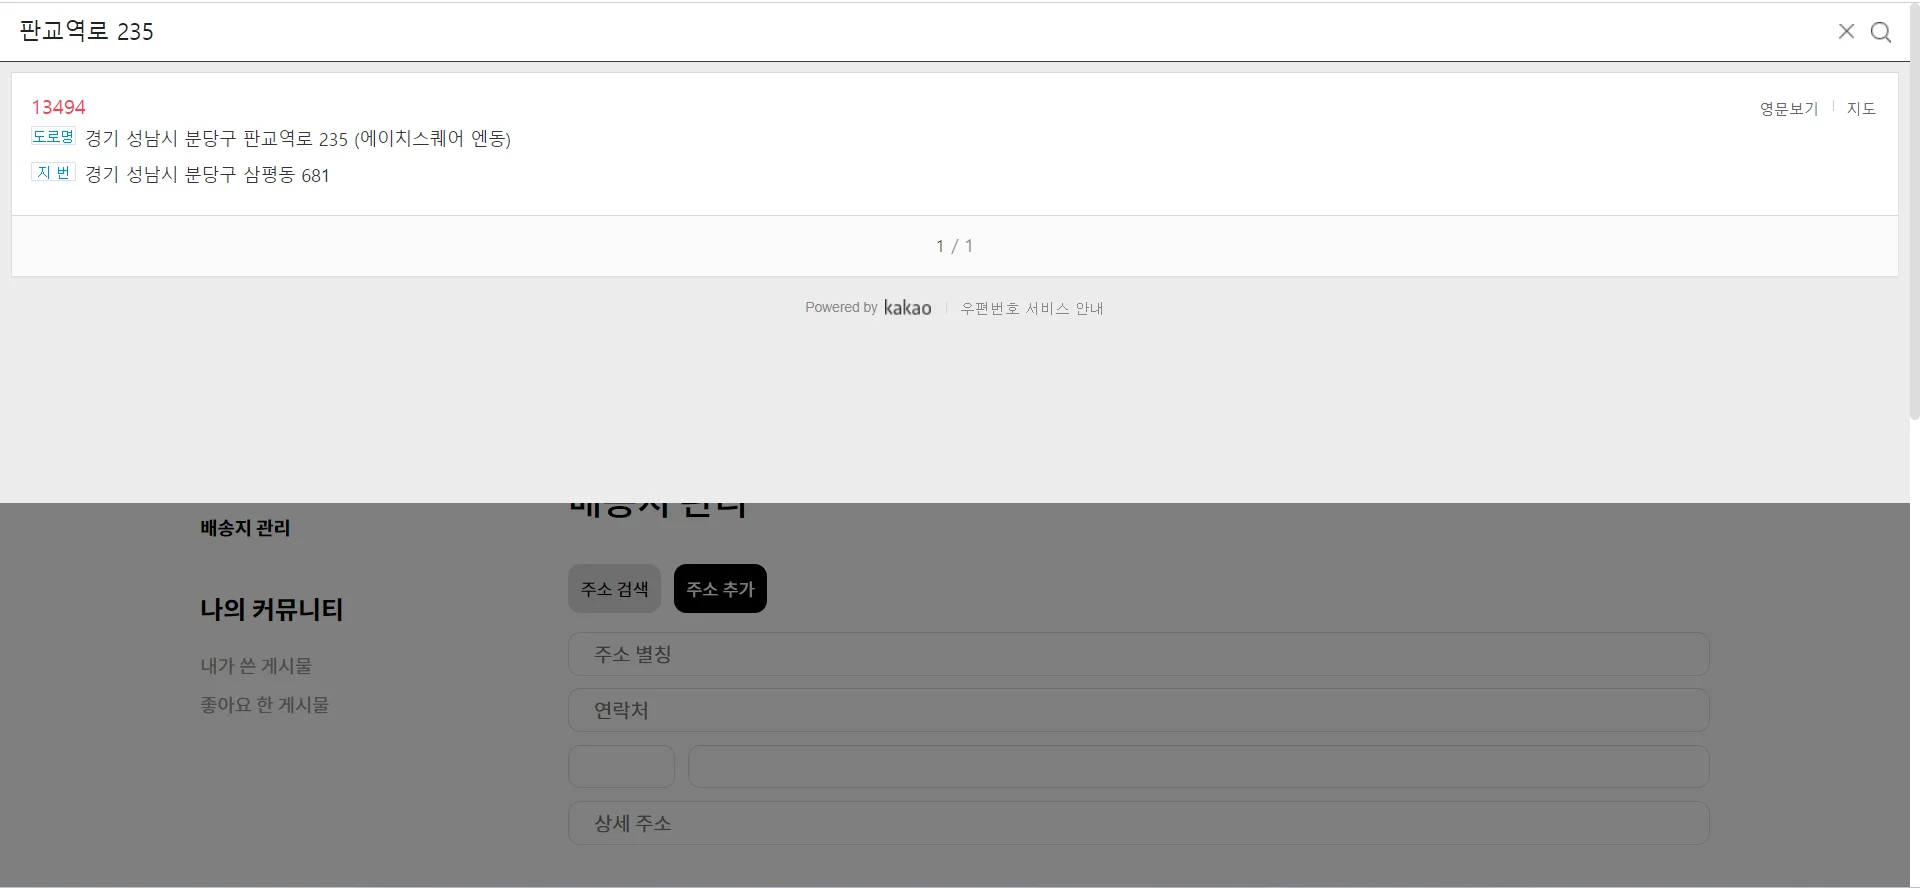 판교역로 235
13494
영문보기 지도
도로명 경기 성남시 분당구 판교역로 235 (에이치스퀘어 엔동)
지 번 경기 성남시 분당구 삼평동 681
1 / 1
Powered by kakao 우편번호 서비스 안내
배송지 관리
배송지 관리
나의 커뮤니티
내가 쓴 게시물
좋아요 한 게시물
주소 검색 주소 추가
주소 별칭
연락처
상세 주소